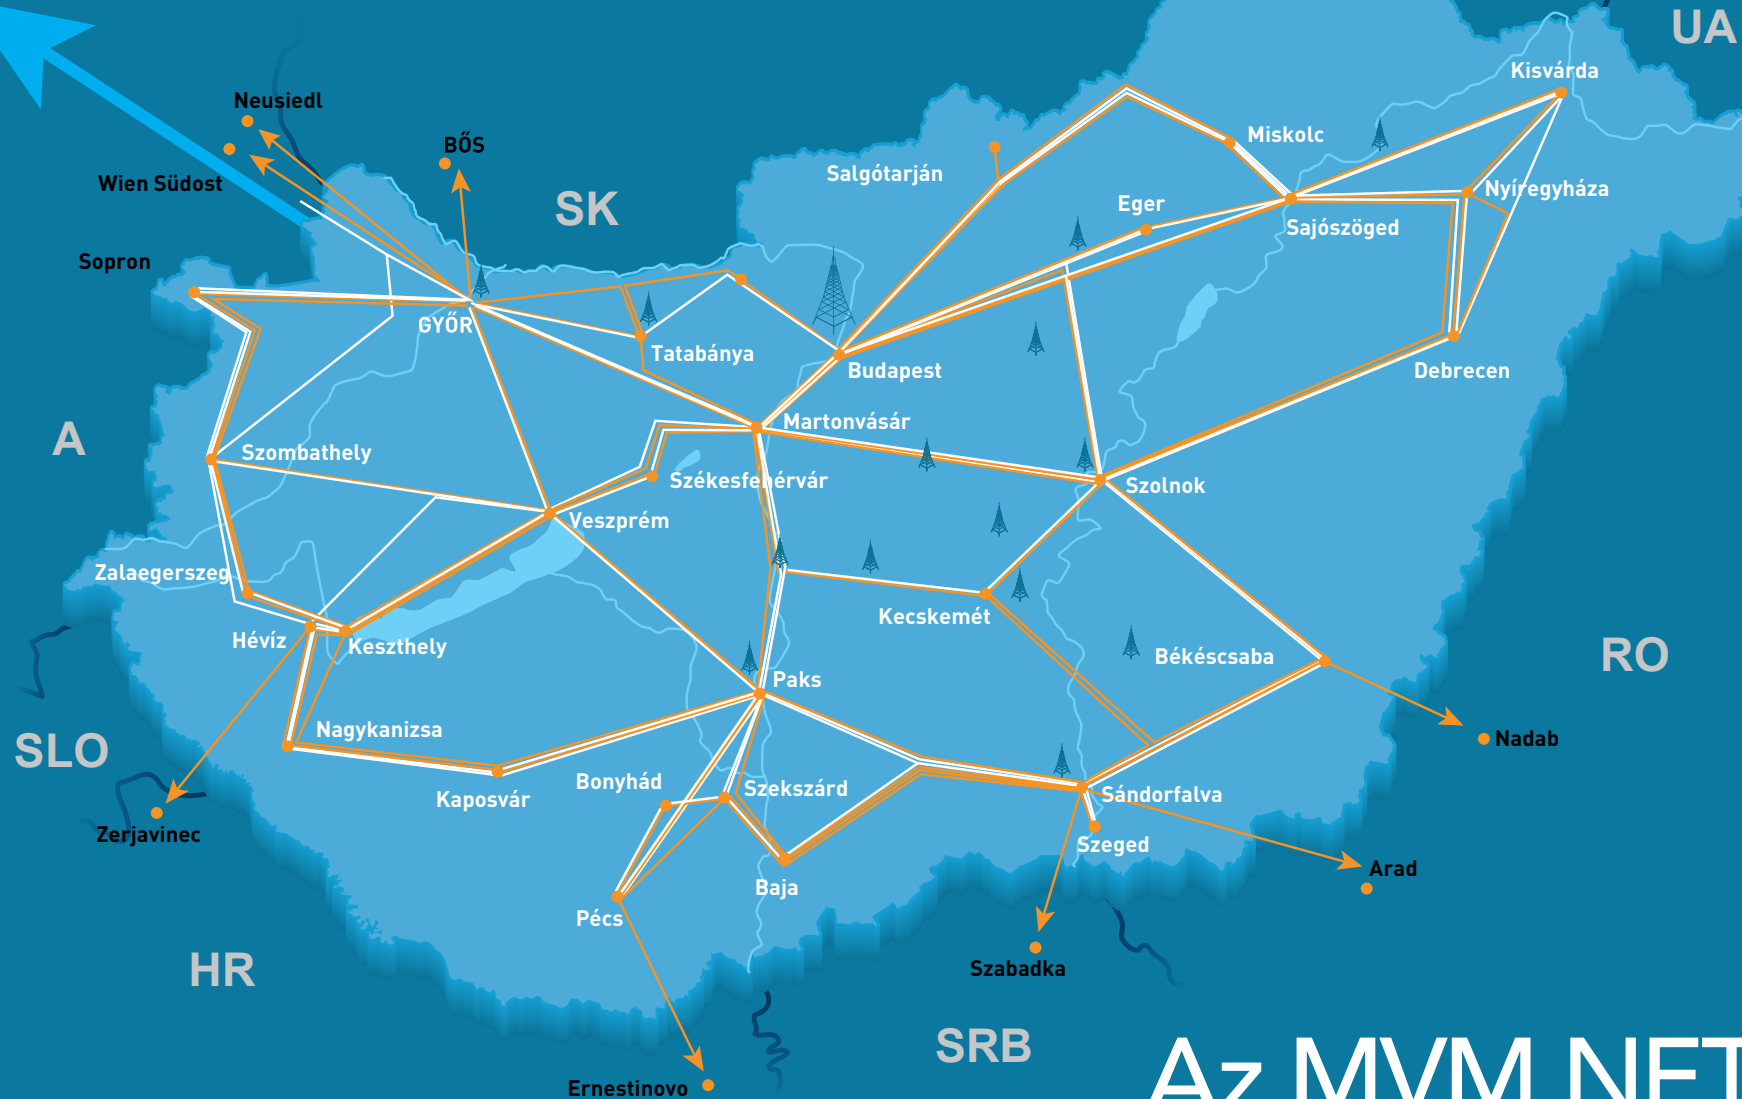 UA
Kisvárda
Neusiedl
BŐS
Miskolc
Wien Südost
SK
Salgótarján
Eger
Nyíregyháza
Sajószöged
Sopron
GYŐR
Tatabánya
Budapest
Debrecen
A
Martonvásár
Szombathely
Székesfehérvár
Szolnok
Veszprém
Zalaegerszeg
Kecskemét
Hévíz
Keszthely
Békéscsaba
RO
Paks
Nagykanizsa
Nadab
SLO
Bonyhád
Szekszárd
Kaposvár
Sándorfalva
Zerjavinec
Szeged
Arad
Baja
Pécs
HR
Szabadka
SRB
Ernestinovo
Az MVM NET